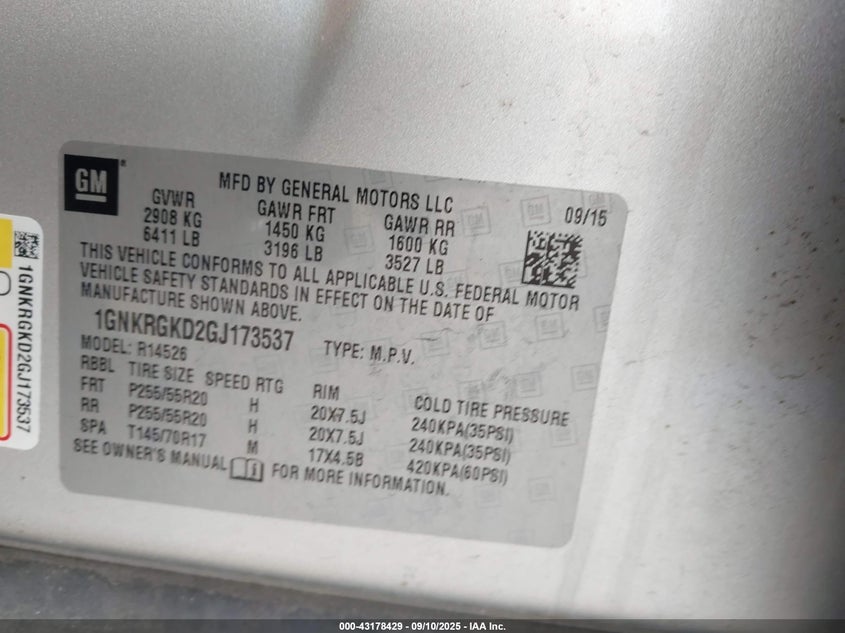 GM
MFD BY GENERAL MOTORS LLC
09/15
GVWR GAWR FRT GAWR RR
2908 KG 1450 KG 1600 KG
6411 LB 3196 LB 3527 LB
THIS VEHICLE CONFORMS TO ALL APPLICABLE U.S. FEDERAL MOTOR
VEHICLE SAFETY STANDARDS IN EFFECT ON THE DATE OF
MANUFACTURE SHOWN ABOVE.
1GNKRGKD2GJ173537 TYPE: M.P.V.
MODEL: R14526
RBBL TIRE SIZE SPEED RTG RIM COLD TIRE PRESSURE
FRT P255/55R20 H 20X7.5J 240KPA(35PSI)
RR P255/55R20 H 20X7.5J 240KPA(35PSI)
SPA T145/70R17 M 17X4.5B 420KPA(60PSI)
SEE OWNER'S MANUAL FOR MORE INFORMATION.
1GNKRGKD2GJ173537
000-43178429 - 09/10/2025 - IAA Inc.